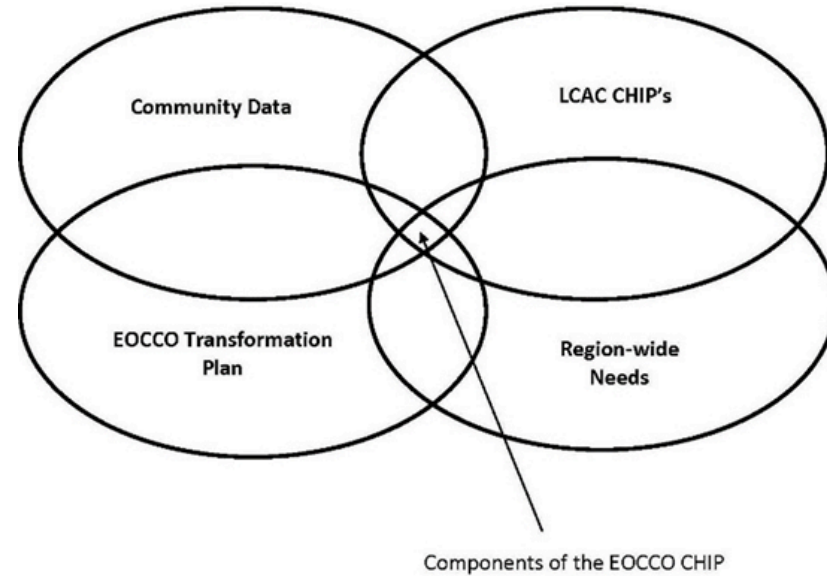 Community Data
LCAC CHIP's
EOCCO Transformation
Plan
Region-wide
Needs
Components of the EOCCO CHIP